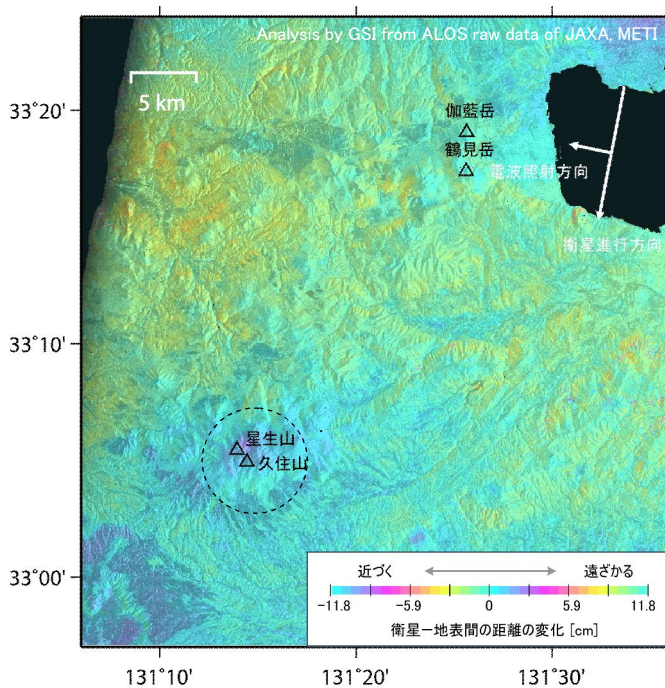 Analysis by GSI from ALOS raw data of JAXA, METI
33°20'
5 km
伽藍岳
鶴見岳
電波照射方向
衛星進行方向
33°10'
星生山
久住山
33°00'
近づく
遠ざかる
-11.8 -5.9 0 5.9 11.8
衛星ー地表間の距離の変化 [cm]
131°10' 131°20' 131°30'